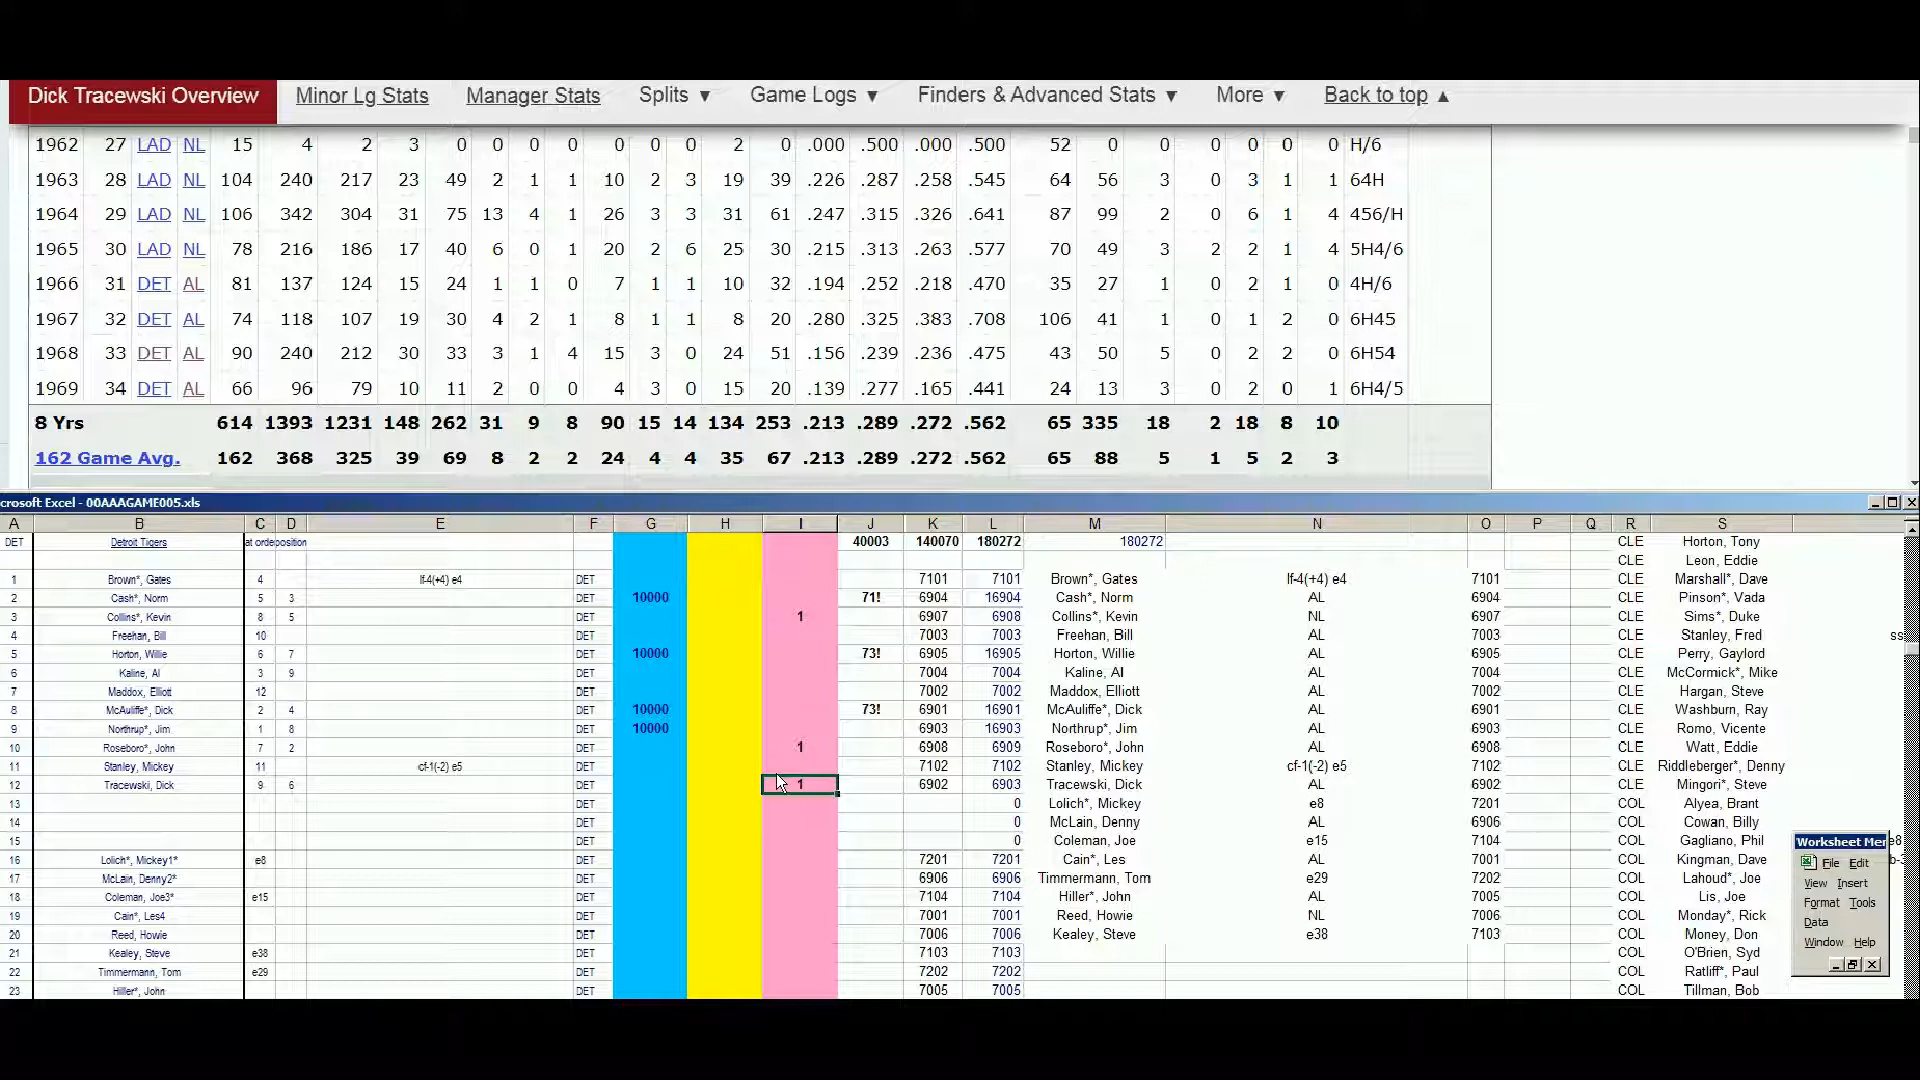 Dick Tracewski Overview Minor Lg Stats Manager Stats Splits ▼ Game Logs ▼ Finders & Advanced Stats ▼ More ▼ Back to top ▲
1962 27 LAD NL 15 4 2 3 0 0 0 0 0 0 0 2 0 .000 .500 .000 .500 52 0 0 0 0 0 0 H/6
1963 28 LAD NL 104 240 217 23 49 2 1 1 10 2 3 19 39 .226 .287 .258 .545 64 56 3 0 3 1 1 64H
1964 29 LAD NL 106 342 304 31 75 13 4 1 26 3 3 31 61 .247 .315 .326 .641 87 99 2 0 6 1 4 456/H
1965 30 LAD NL 78 216 186 17 40 6 0 1 20 2 6 25 30 .215 .313 .263 .577 70 49 3 2 2 1 4 5H4/6
1966 31 DET AL 81 137 124 15 24 1 1 0 7 1 1 10 32 .194 .252 .218 .470 35 27 1 0 2 1 0 4H/6
1967 32 DET AL 74 118 107 19 30 4 2 1 8 1 1 8 20 .280 .325 .383 .708 106 41 1 0 1 2 0 6H45
1968 33 DET AL 90 240 212 30 33 3 1 4 15 3 0 24 51 .156 .239 .236 .475 43 50 5 0 2 2 0 6H54
1969 34 DET AL 66 96 79 10 11 2 0 0 4 3 0 15 20 .139 .277 .165 .441 24 13 3 0 2 0 1 6H4/5
8 Yrs 614 1393 1231 148 262 31 9 8 90 15 14 134 253 .213 .289 .272 .562 65 335 18 2 18 8 10
162 Game Avg. 162 368 325 39 69 8 2 2 24 4 4 35 67 .213 .289 .272 .562 65 88 5 1 5 2 3
crosoft Excel - 00AAAGAME005.xls
A B C D E F G H I J K L M N O P Q R S
DET Detroit Tigers at orde position 40003 140070 180272 180272 CLE Horton, Tony
CLE Leon, Eddie
1 Brown*, Gates 4 lf-4(+4) e4 DET 7101 7101 Brown*, Gates lf-4(+4) e4 7101 CLE Marshall*, Dave
2 Cash*, Norm 5 3 DET 10000 71! 6904 16904 Cash*, Norm AL 6904 CLE Pinson*, Vada
3 Collins*, Kevin 8 5 DET 1 6907 6908 Collins*, Kevin NL 6907 CLE Sims*, Duke
4 Freehan, Bill 10 DET 7003 7003 Freehan, Bill AL 7003 CLE Stanley, Fred ss
5 Horton, Willie 6 7 DET 10000 73! 6905 16905 Horton, Willie AL 6905 CLE Perry, Gaylord
6 Kaline, Al 3 9 DET 7004 7004 Kaline, Al AL 7004 CLE McCormick*, Mike
7 Maddox, Elliott 12 DET 7002 7002 Maddox, Elliott AL 7002 CLE Hargan, Steve
8 McAuliffe*, Dick 2 4 DET 10000 73! 6901 16901 McAuliffe*, Dick AL 6901 CLE Washburn, Ray
9 Northrup*, Jim 1 8 DET 10000 6903 16903 Northrup*, Jim AL 6903 CLE Romo, Vicente
10 Roseboro*, John 7 2 DET 1 6908 6909 Roseboro*, John AL 6908 CLE Watt, Eddie
11 Stanley, Mickey 11 cf-1(-2) e5 DET 7102 7102 Stanley, Mickey cf-1(-2) e5 7102 CLE Riddleberger*, Denny
12 Tracewski, Dick 9 6 DET 1 6902 6903 Tracewski, Dick AL 6902 CLE Mingori*, Steve
13 DET 0 Lolich*, Mickey e8 7201 COL Alyea, Brant
14 DET 0 McLain, Denny AL 6906 COL Cowan, Billy
15 DET 0 Coleman, Joe e15 7104 COL Gagliano, Phil e8
16 Lolich*, Mickey1* e8 DET 7201 7201 Cain*, Les AL 7001 COL Kingman, Dave b-3
17 McLain, Denny2* DET 6906 6906 Timmermann, Tom e29 7202 COL Lahoud*, Joe
18 Coleman, Joe3* e15 DET 7104 7104 Hiller*, John AL 7005 COL Lis, Joe
19 Cain*, Les4 DET 7001 7001 Reed, Howie NL 7006 COL Monday*, Rick
20 Reed, Howie DET 7006 7006 Kealey, Steve e38 7103 COL Money, Don
21 Kealey, Steve e38 DET 7103 7103 COL O'Brien, Syd
22 Timmermann, Tom e29 DET 7202 7202 COL Ratliff*, Paul
23 Hiller*, John DET 7005 7005 COL Tillman, Bob
Worksheet Mer
File Edit
View Insert
Format Tools
Data
Window Help